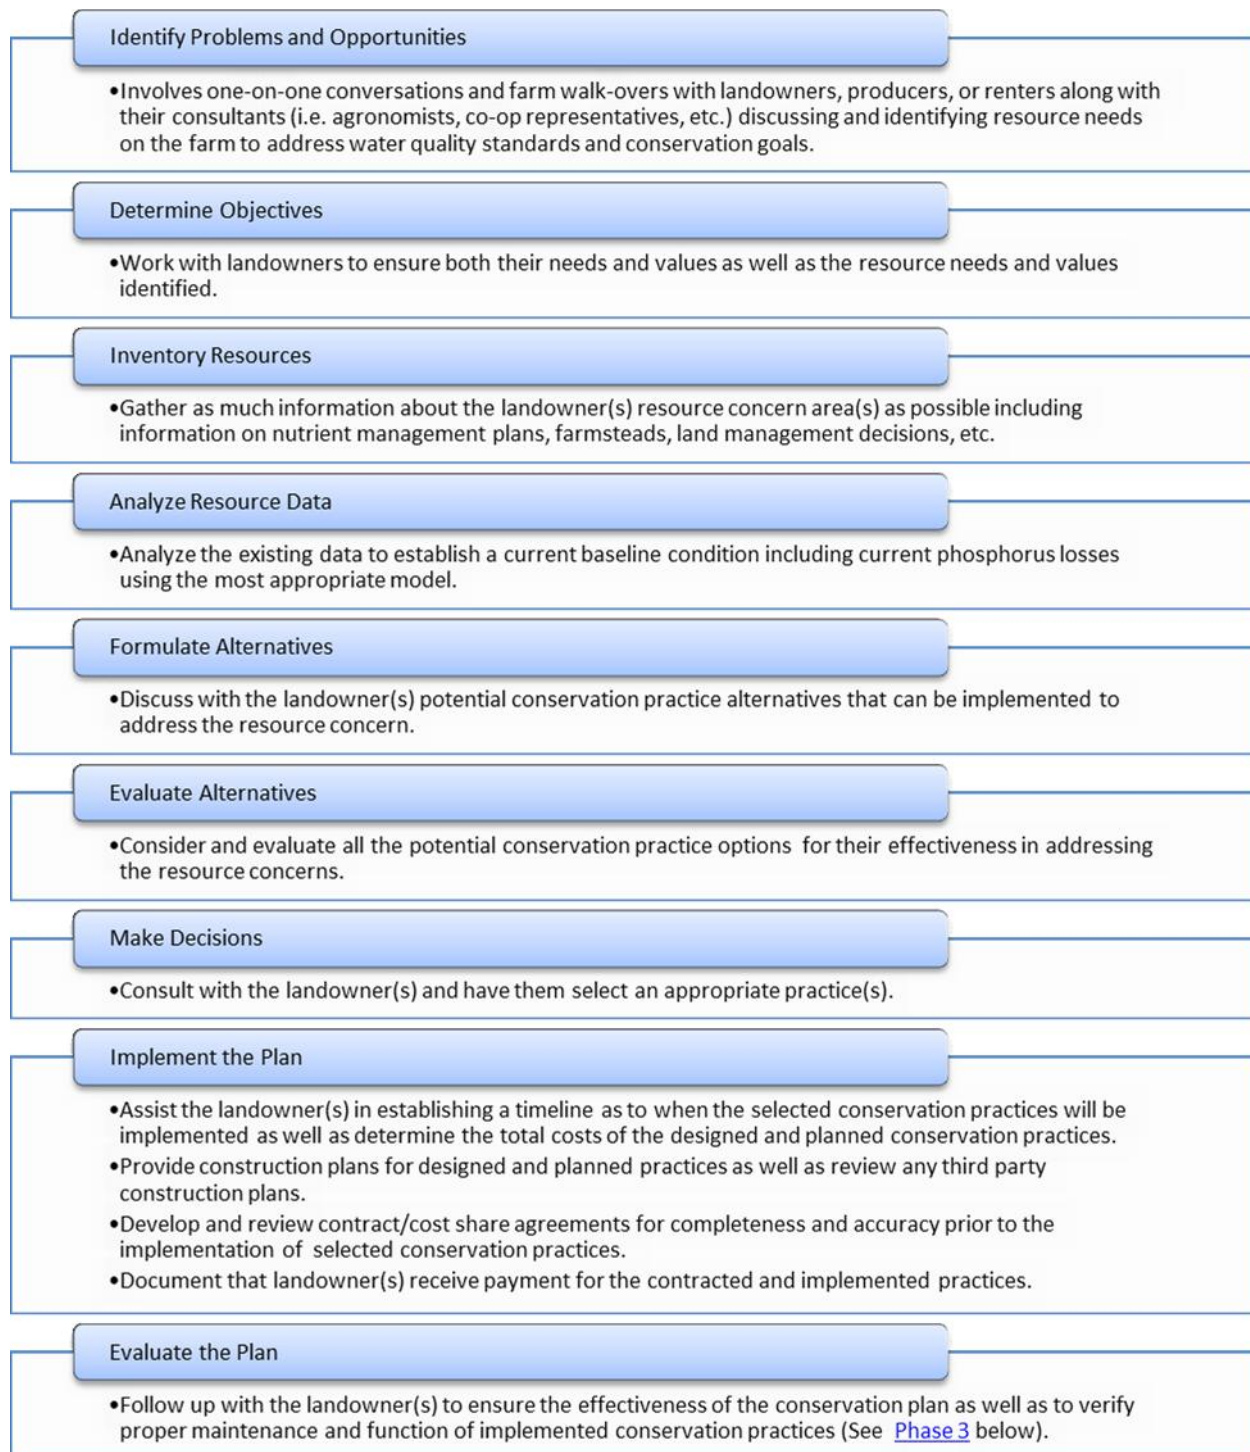 Identify Problems and Opportunities
•Involves one-on-one conversations and farm walk-overs with landowners, producers, or renters along with
their consultants (i.e. agronomists, co-op representatives, etc.) discussing and identifying resource needs
on the farm to address water quality standards and conservation goals.
Determine Objectives
•Work with landowners to ensure both their needs and values as well as the resource needs and values
identified.
Inventory Resources
•Gather as much information about the landowner(s) resource concern area(s) as possible including
information on nutrient management plans, farmsteads, land management decisions, etc.
Analyze Resource Data
•Analyze the existing data to establish a current baseline condition including current phosphorus losses
using the most appropriate model.
Formulate Alternatives
•Discuss with the landowner(s) potential conservation practice alternatives that can be implemented to
address the resource concern.
Evaluate Alternatives
•Consider and evaluate all the potential conservation practice options for their effectiveness in addressing
the resource concerns.
Make Decisions
•Consult with the landowner(s) and have them select an appropriate practice(s).
Implement the Plan
•Assist the landowner(s) in establishing a timeline as to when the selected conservation practices will be
implemented as well as determine the total costs of the designed and planned conservation practices.
•Provide construction plans for designed and planned practices as well as review any third party
construction plans.
•Develop and review contract/cost share agreements for completeness and accuracy prior to the
implementation of selected conservation practices.
•Document that landowner(s) receive payment for the contracted and implemented practices.
Evaluate the Plan
•Follow up with the landowner(s) to ensure the effectiveness of the conservation plan as well as to verify
proper maintenance and function of implemented conservation practices (See Phase 3 below).